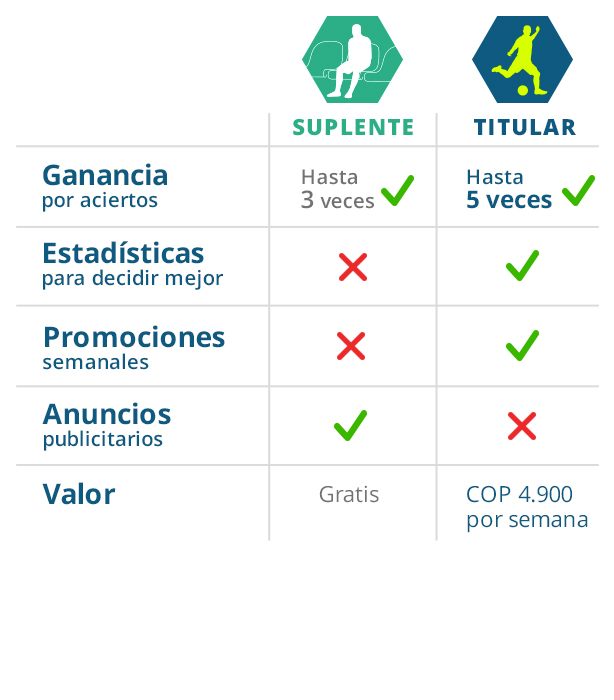 SUPLENTE
TITULAR
Ganancia
por aciertos
Hasta
3 veces
Hasta
5 veces
Estadísticas
para decidir mejor
Promociones
semanales
Anuncios
publicitarios
Valor
Gratis
COP 4.900
por semana